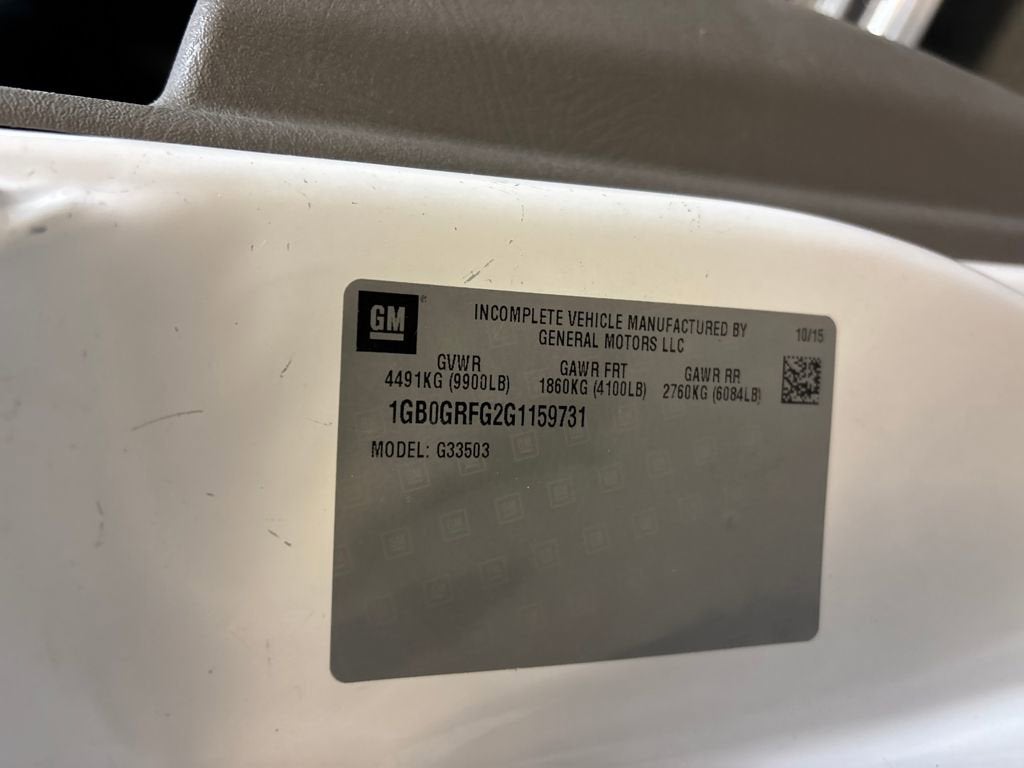 GM
INCOMPLETE VEHICLE MANUFACTURED BY
GENERAL MOTORS LLC
10/15
GVWR
4491KG (9900LB)
GAWR FRT
1860KG (4100LB)
GAWR RR
2760KG (6084LB)
1GB0GRFG2G1159731
MODEL: G33503